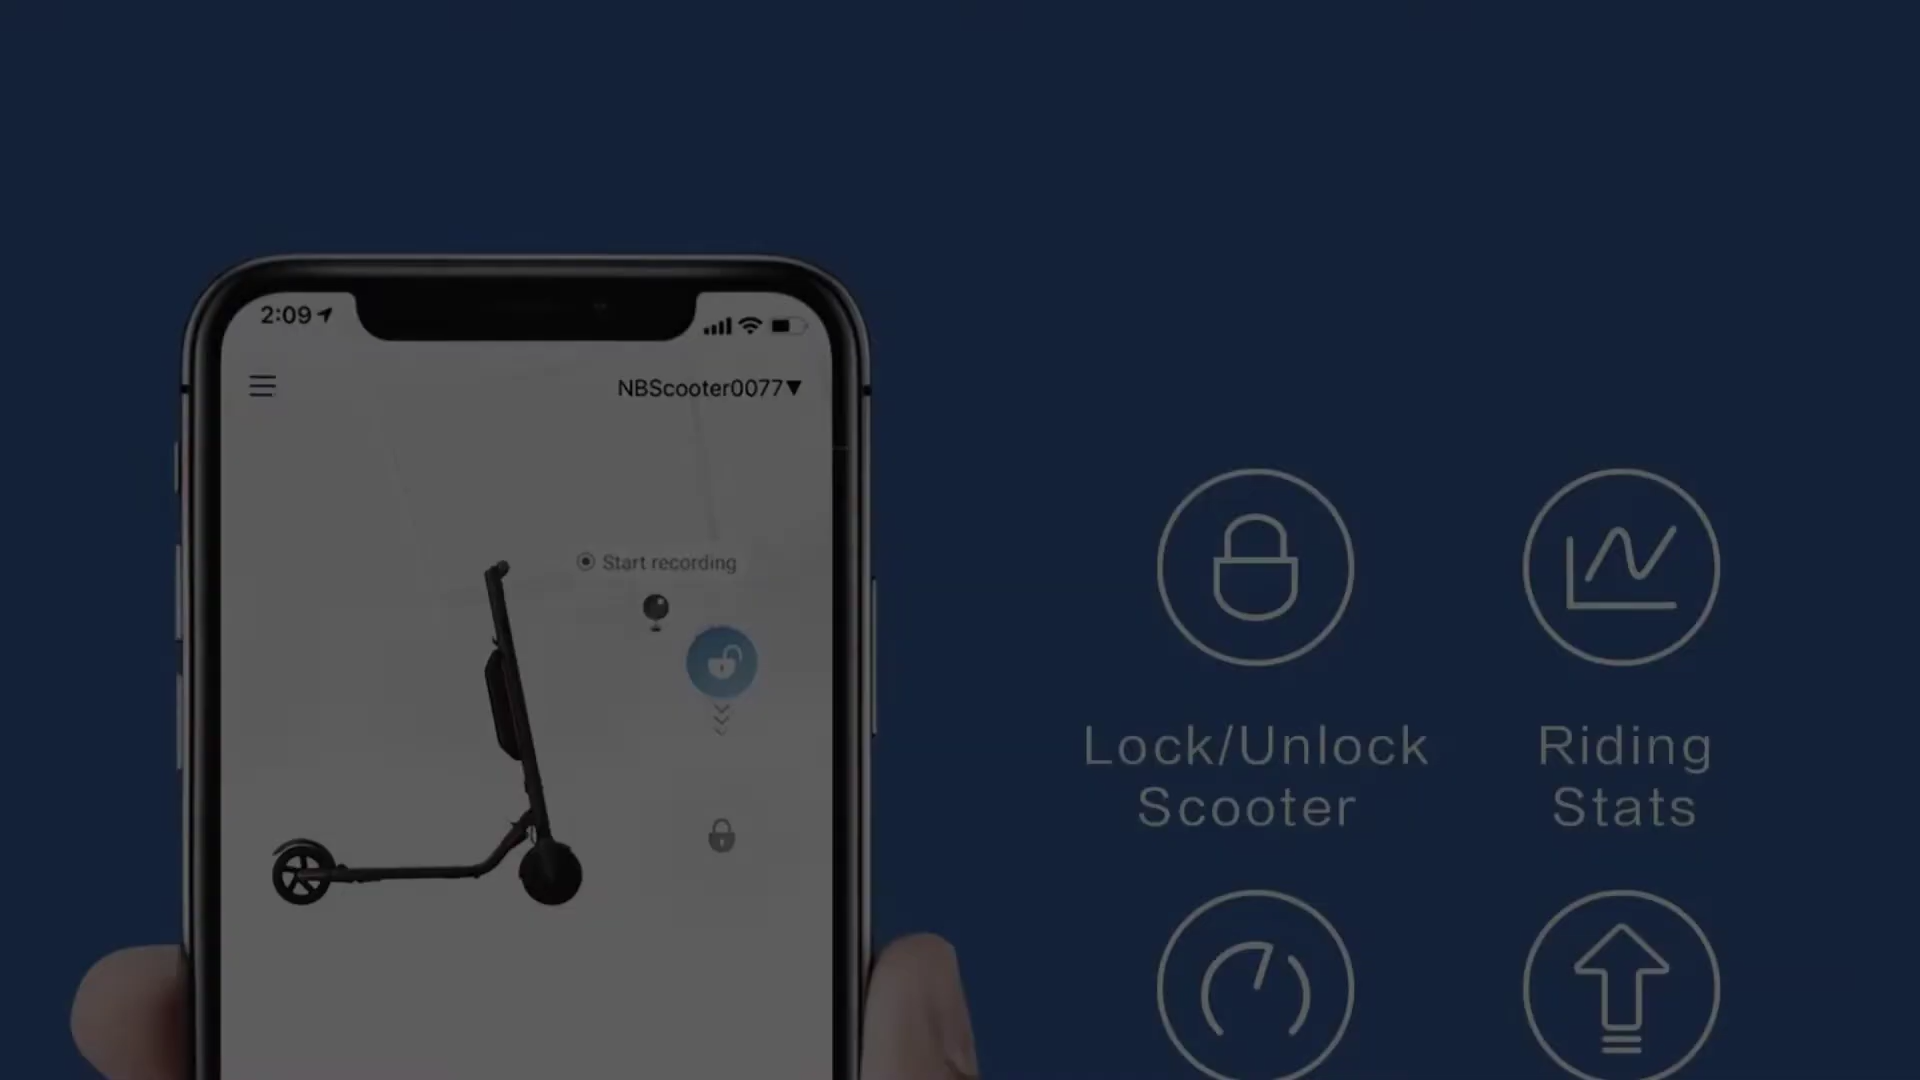 2:09
NBScooter0077▼
Start recording
Lock/Unlock
Scooter
Riding
Stats